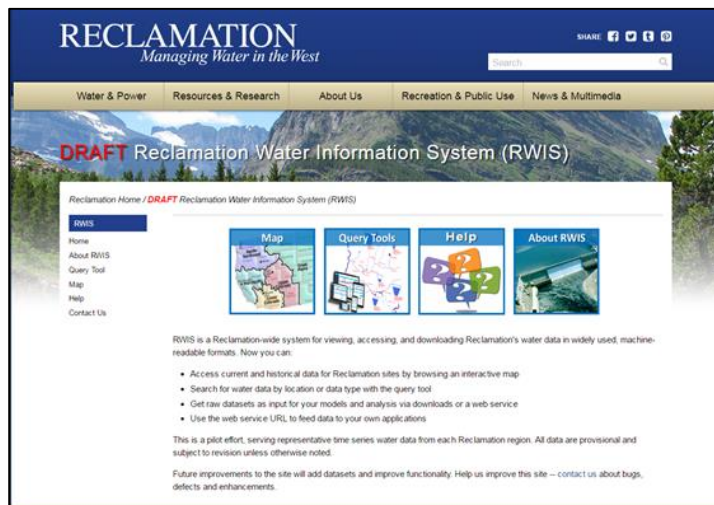 RECLAMATION
Managing Water in the West
SHARE
Search
Water & Power Resources & Research About Us Recreation & Public Use News & Multimedia
DRAFT Reclamation Water Information System (RWIS)
Reclamation Home / DRAFT Reclamation Water Information System (RWIS)
RWIS
Home
About RWIS
Query Tool
Map
Help
Contact Us
Map Query Tools Help About RWIS
RWIS is a Reclamation-wide system for viewing, accessing, and downloading Reclamation's water data in widely used, machine-
readable formats. Now you can:
• Access current and historical data for Reclamation sites by browsing an interactive map
• Search for water data by location or data type with the query tool
• Get raw datasets as input for your models and analysis via downloads or a web service
• Use the web service URL to feed data to your own applications
This is a pilot effort, serving representative time series water data from each Reclamation region. All data are provisional and
subject to revision unless otherwise noted.
Future improvements to the site will add datasets and improve functionality. Help us improve this site -- contact us about bugs,
defects and enhancements.